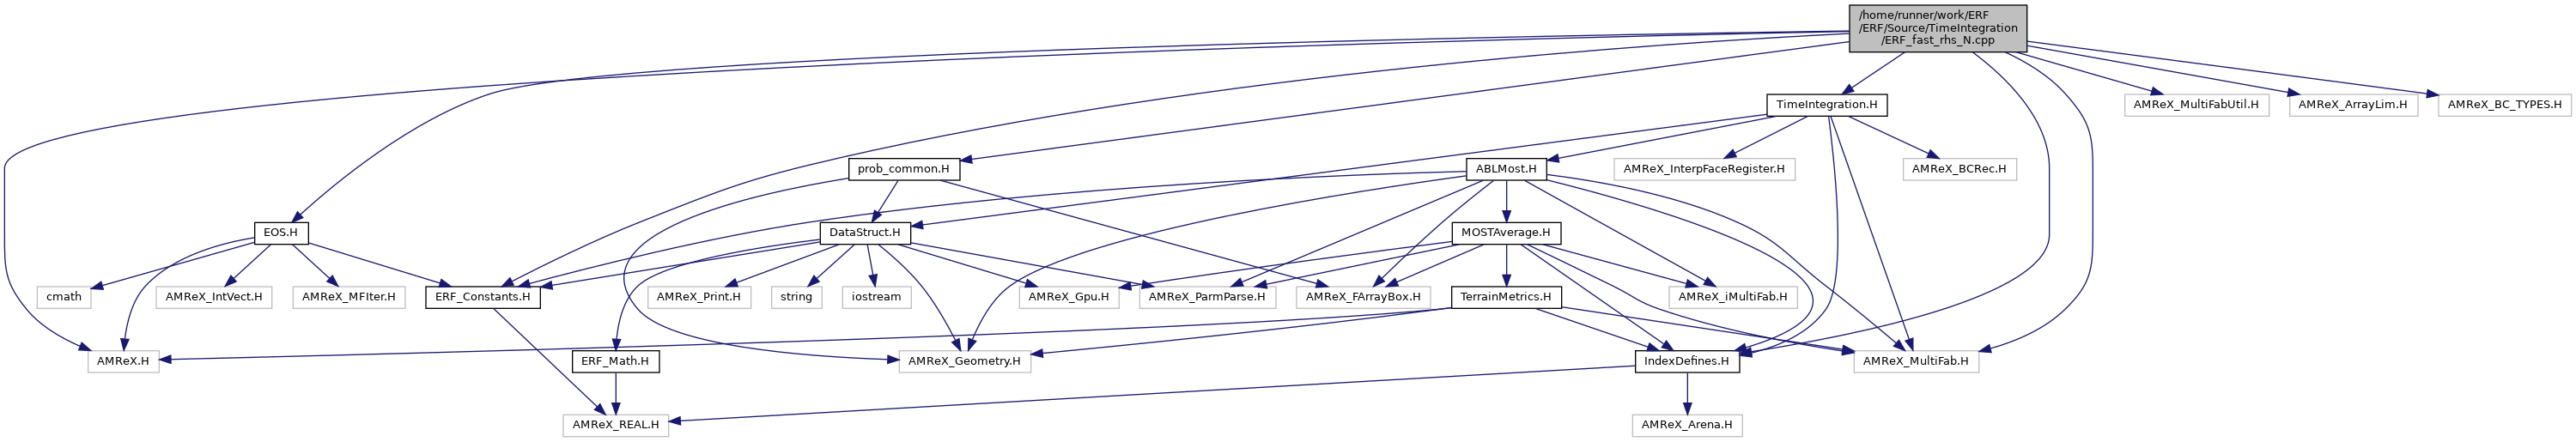 /home/runner/work/ERF
/ERF/Source/TimeIntegration
/ERF_fast_rhs_N.cpp
TimeIntegration.H
AMReX_MultiFabUtil.H
AMReX_ArrayLim.H
AMReX_BC_TYPES.H
prob_common.H
ABLMost.H
AMReX_InterpFaceRegister.H
AMReX_BCRec.H
EOS.H
DataStruct.H
MOSTAverage.H
cmath
AMReX_IntVect.H
AMReX_MFIter.H
ERF_Constants.H
AMReX_Print.H
string
iostream
AMReX_Gpu.H
AMReX_ParmParse.H
AMReX_FArrayBox.H
TerrainMetrics.H
AMReX_iMultiFab.H
AMReX.H
ERF_Math.H
AMReX_Geometry.H
IndexDefines.H
AMReX_MultiFab.H
AMReX_REAL.H
AMReX_Arena.H